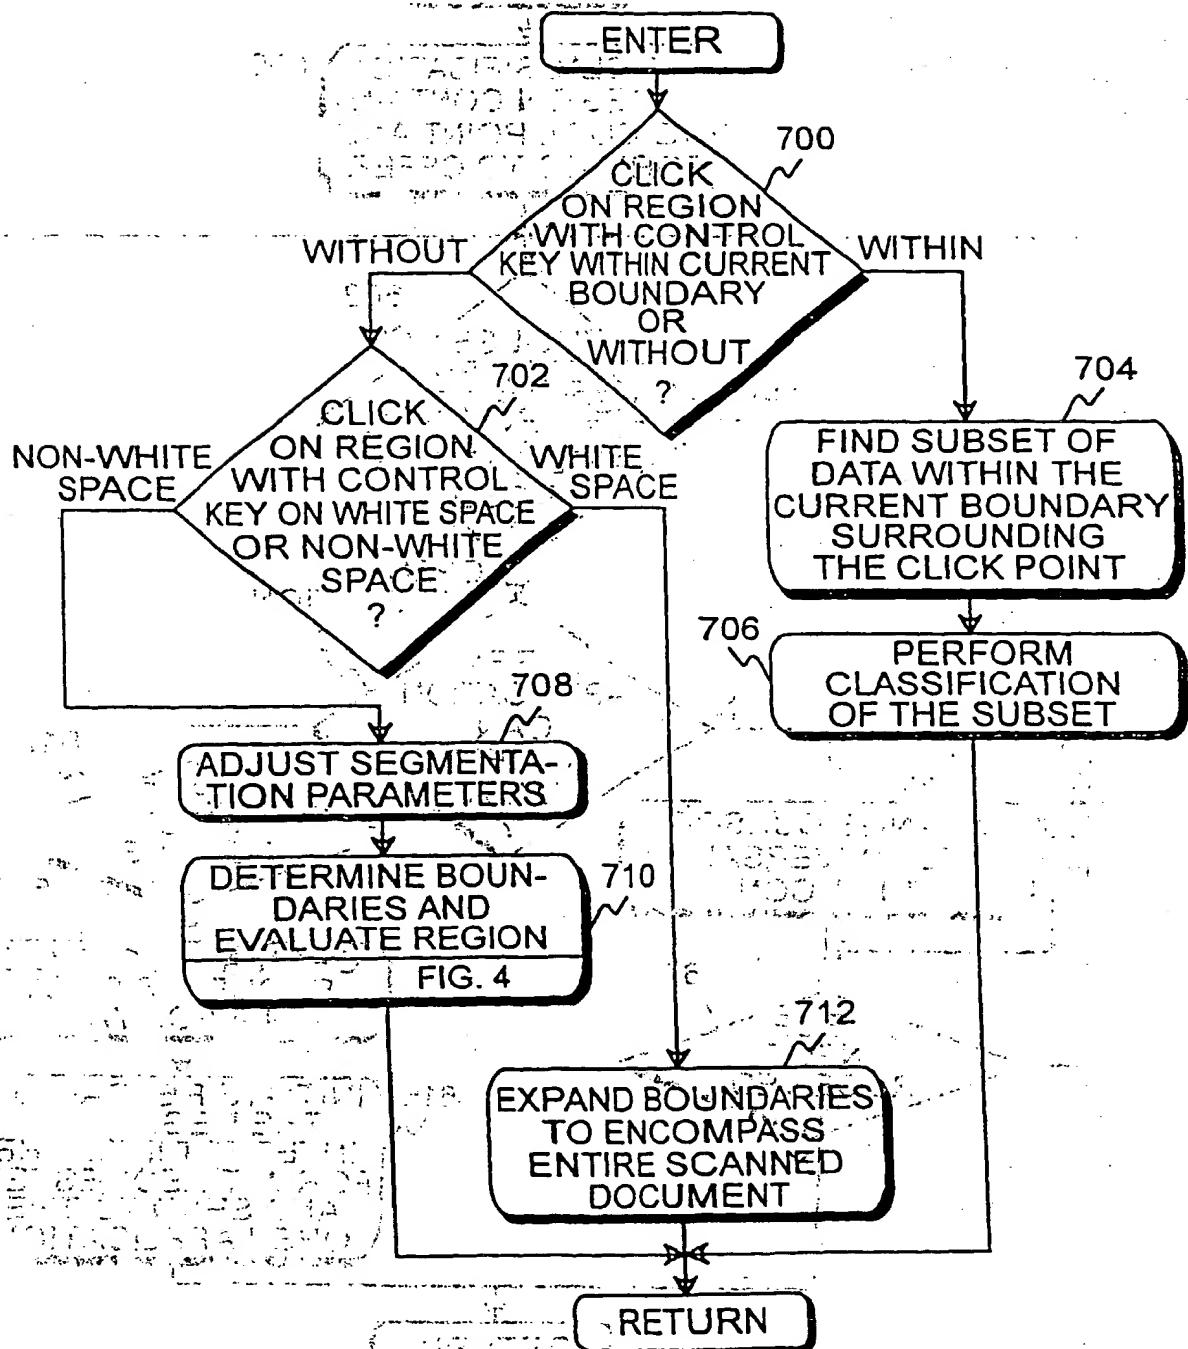 ENTER
700
CLICK
ON REGION
WITH CONTROL
KEY WITHIN CURRENT
BOUNDARY
OR
WITHOUT
?
WITHOUT
WITHIN
702
CLICK
ON REGION
WITH CONTROL
KEY ON WHITE SPACE
OR NON-WHITE
SPACE
?
NON-WHITE
SPACE
WHITE
SPACE
704
FIND SUBSET OF
DATA WITHIN THE
CURRENT BOUNDARY
SURROUNDING
THE CLICK POINT
706
PERFORM
CLASSIFICATION
OF THE SUBSET
708
ADJUST SEGMENTA-
TION PARAMETERS
DETERMINE BOUN-
DARIES AND
EVALUATE REGION
FIG. 4
710
712
EXPAND BOUNDARIES
TO ENCOMPASS
ENTIRE SCANNED
DOCUMENT
RETURN